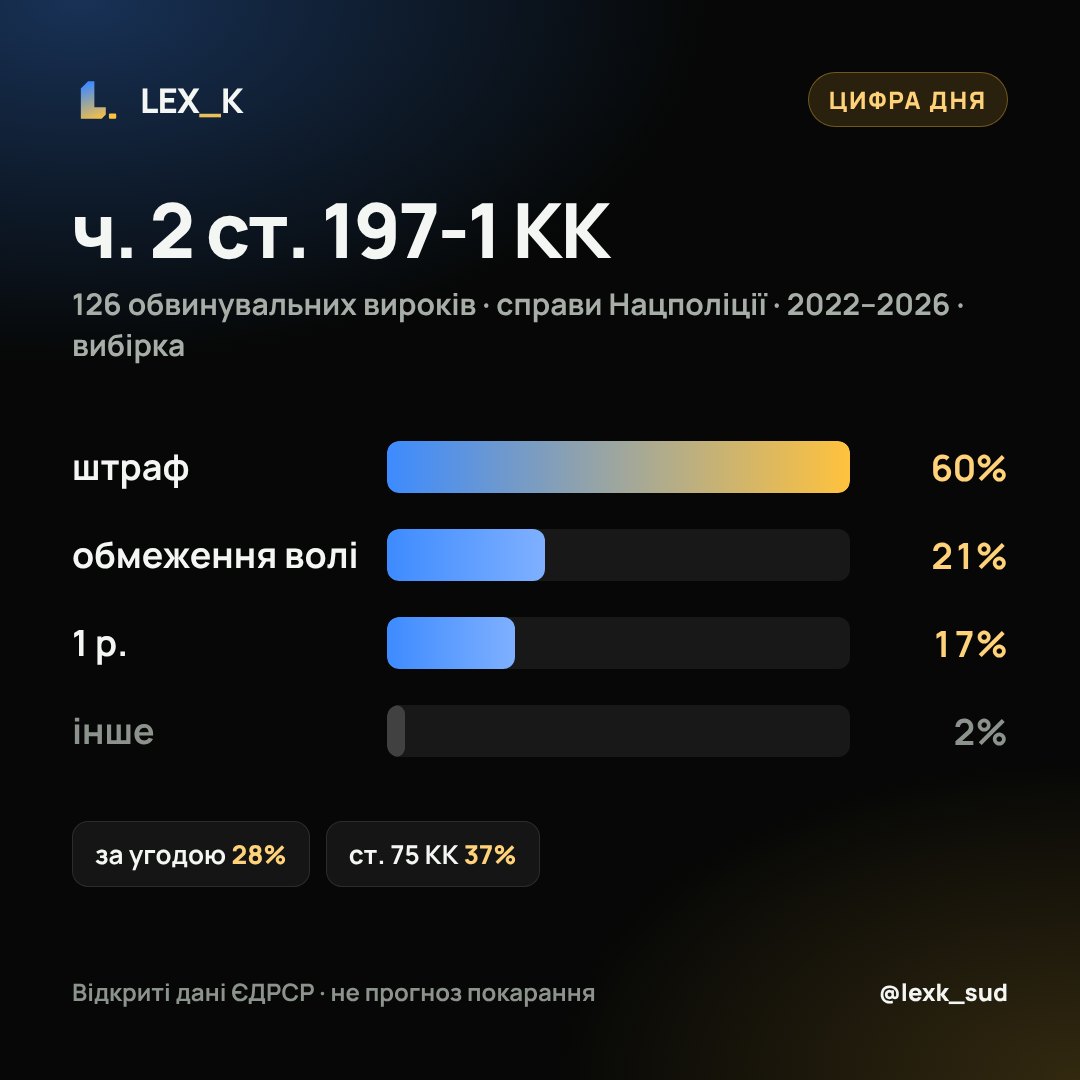 LEX_K
ЦИФРА ДНЯ
ч. 2 ст. 197-1 КК
126 обвинувальних вироків · справи Нацполіції · 2022–2026 ·
вибірка
штраф 60%
обмеження волі 21%
1 р. 17%
інше 2%
за угодою 28%
ст. 75 КК 37%
Відкриті дані ЄДРСР · не прогноз покарання
@lexk_sud